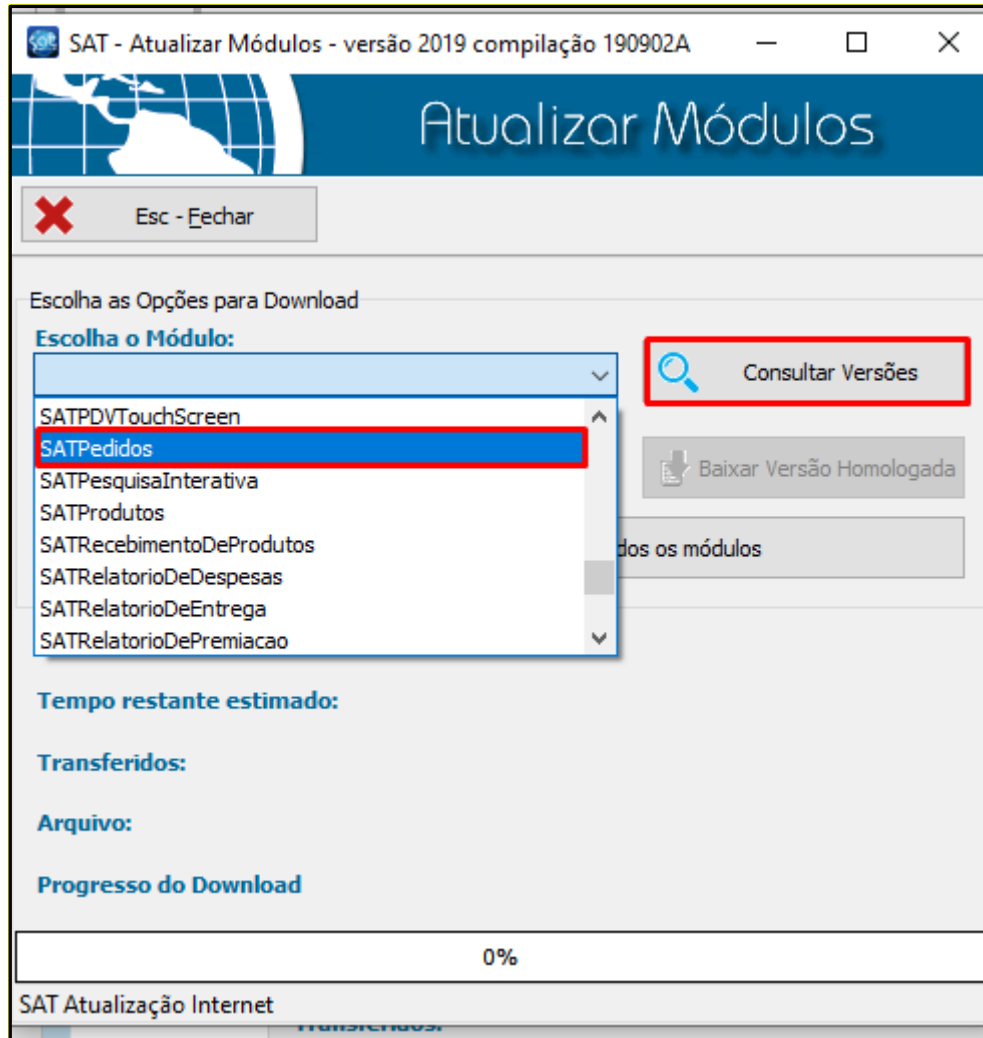 SAT - Atualizar Módulos - versão 2019 compilação 190902A
Atualizar Módulos
Esc - Fechar
Escolha as Opções para Download
Escolha o Módulo:
Consultar Versões
SATPDVTouchScreen
SATPedidos
SATPesquisaInterativa
Baixar Versão Homologada
SATProdutos
SATRecebimentoDeProdutos
dos os módulos
SATRelatorioDeDespesas
SATRelatorioDeEntrega
SATRelatorioDePremiacao
Tempo restante estimado:
Transferidos:
Arquivo:
Progresso do Download
0%
SAT Atualização Internet
Transferidos: